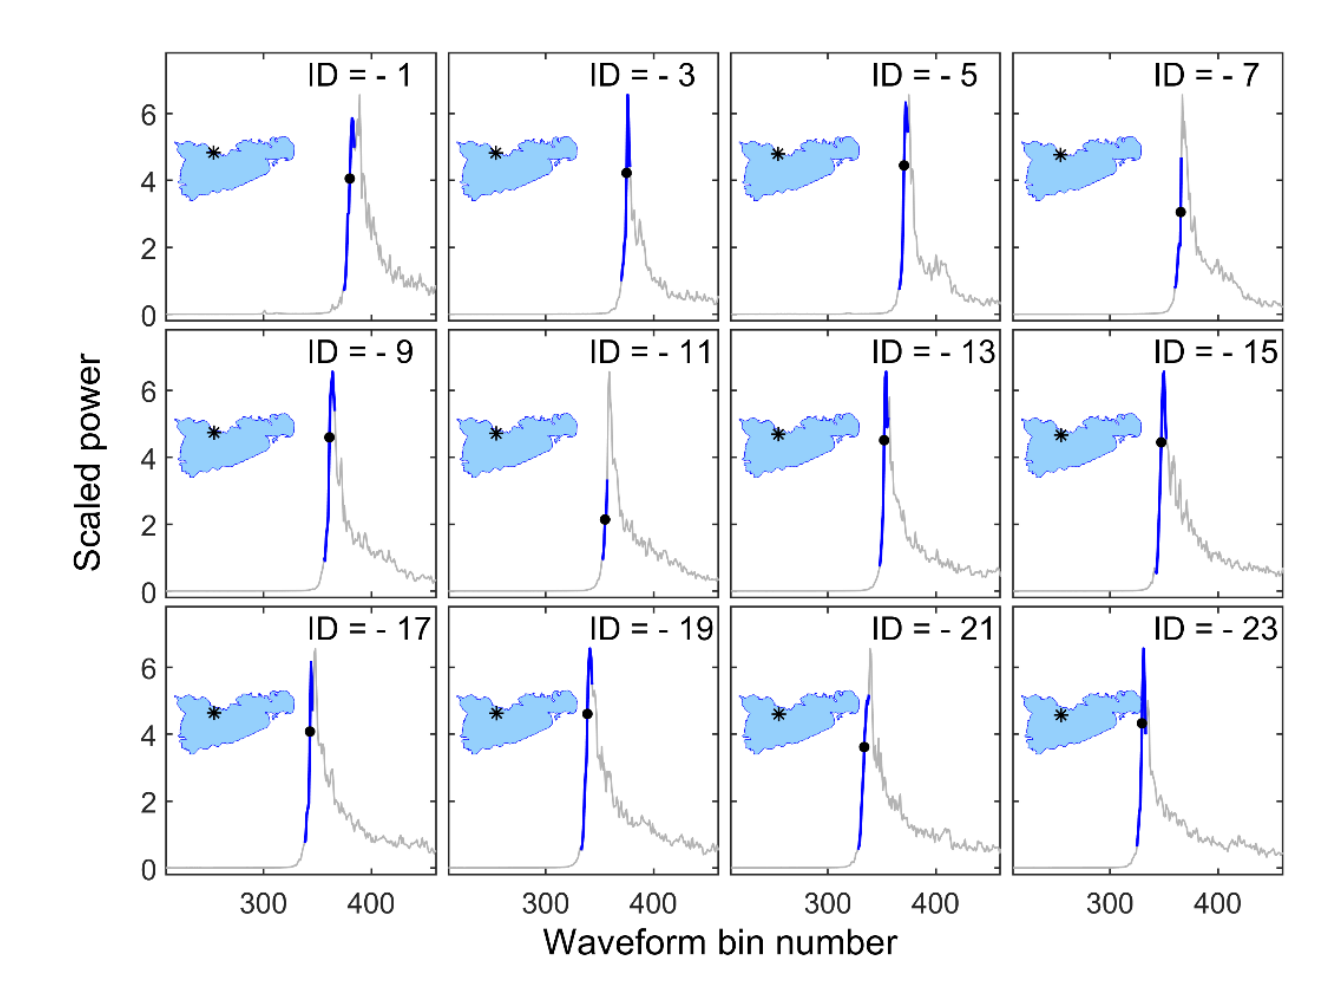 ID = - 1
ID = - 3
ID = - 5
ID = - 7
6
4
2
0
ID = - 9
ID = - 11
ID = - 13
ID = - 15
6
4
2
0
Scaled power
ID = - 17
ID = - 19
ID = - 21
ID = - 23
6
4
2
0
300 400 300 400 300 400 300 400
Waveform bin number